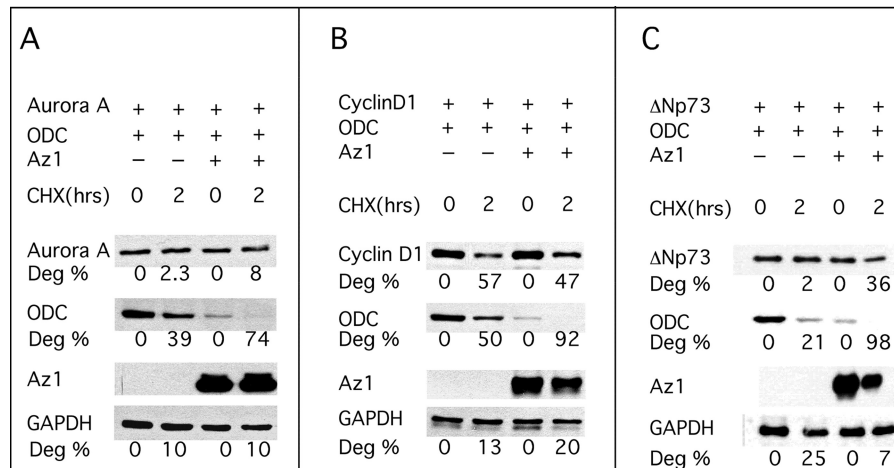 A
Aurora A + + + +
ODC + + + +
Az1 – – + +
CHX(hrs) 0 2 0 2
Aurora A
Deg % 0 2.3 0 8
ODC
Deg % 0 39 0 74
Az1
GAPDH
Deg % 0 10 0 10
B
CyclinD1 + + + +
ODC + + + +
Az1 – – + +
CHX(hrs) 0 2 0 2
Cyclin D1
Deg % 0 57 0 47
ODC
Deg % 0 50 0 92
Az1
GAPDH
Deg % 0 13 0 20
C
ΔNp73 + + + +
ODC + + + +
Az1 – – + +
CHX(hrs) 0 2 0 2
ΔNp73
Deg % 0 2 0 36
ODC
Deg % 0 21 0 98
Az1
GAPDH
Deg % 0 25 0 7